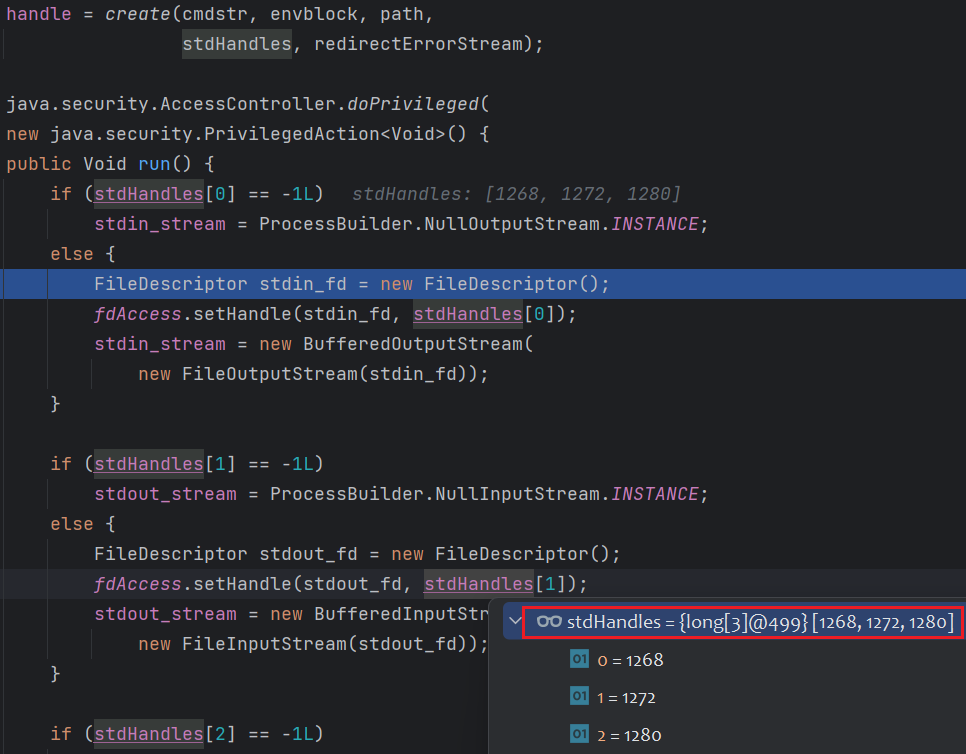 handle = create(cmdstr, envblock, path,
stdHandles, redirectErrorStream);
java.security.AccessController.doPrivileged(
new java.security.PrivilegedAction<Void>() {
public Void run() {
if (stdHandles[0] == -1L) stdHandles: [1268, 1272, 1280]
stdin_stream = ProcessBuilder.NullOutputStream.INSTANCE;
else {
FileDescriptor stdin_fd = new FileDescriptor();
fdAccess.setHandle(stdin_fd, stdHandles[0]);
stdin_stream = new BufferedOutputStream(
new FileOutputStream(stdin_fd));
}
if (stdHandles[1] == -1L)
stdout_stream = ProcessBuilder.NullInputStream.INSTANCE;
else {
FileDescriptor stdout_fd = new FileDescriptor();
fdAccess.setHandle(stdout_fd, stdHandles[1]);
stdout_stream = new BufferedInputStr
new FileInputStream(stdout_fd));
}
if (stdHandles[2] == -1L)
stdHandles = {long[3]@499} [1268, 1272, 1280]
01 0 = 1268
01 1 = 1272
01 2 = 1280